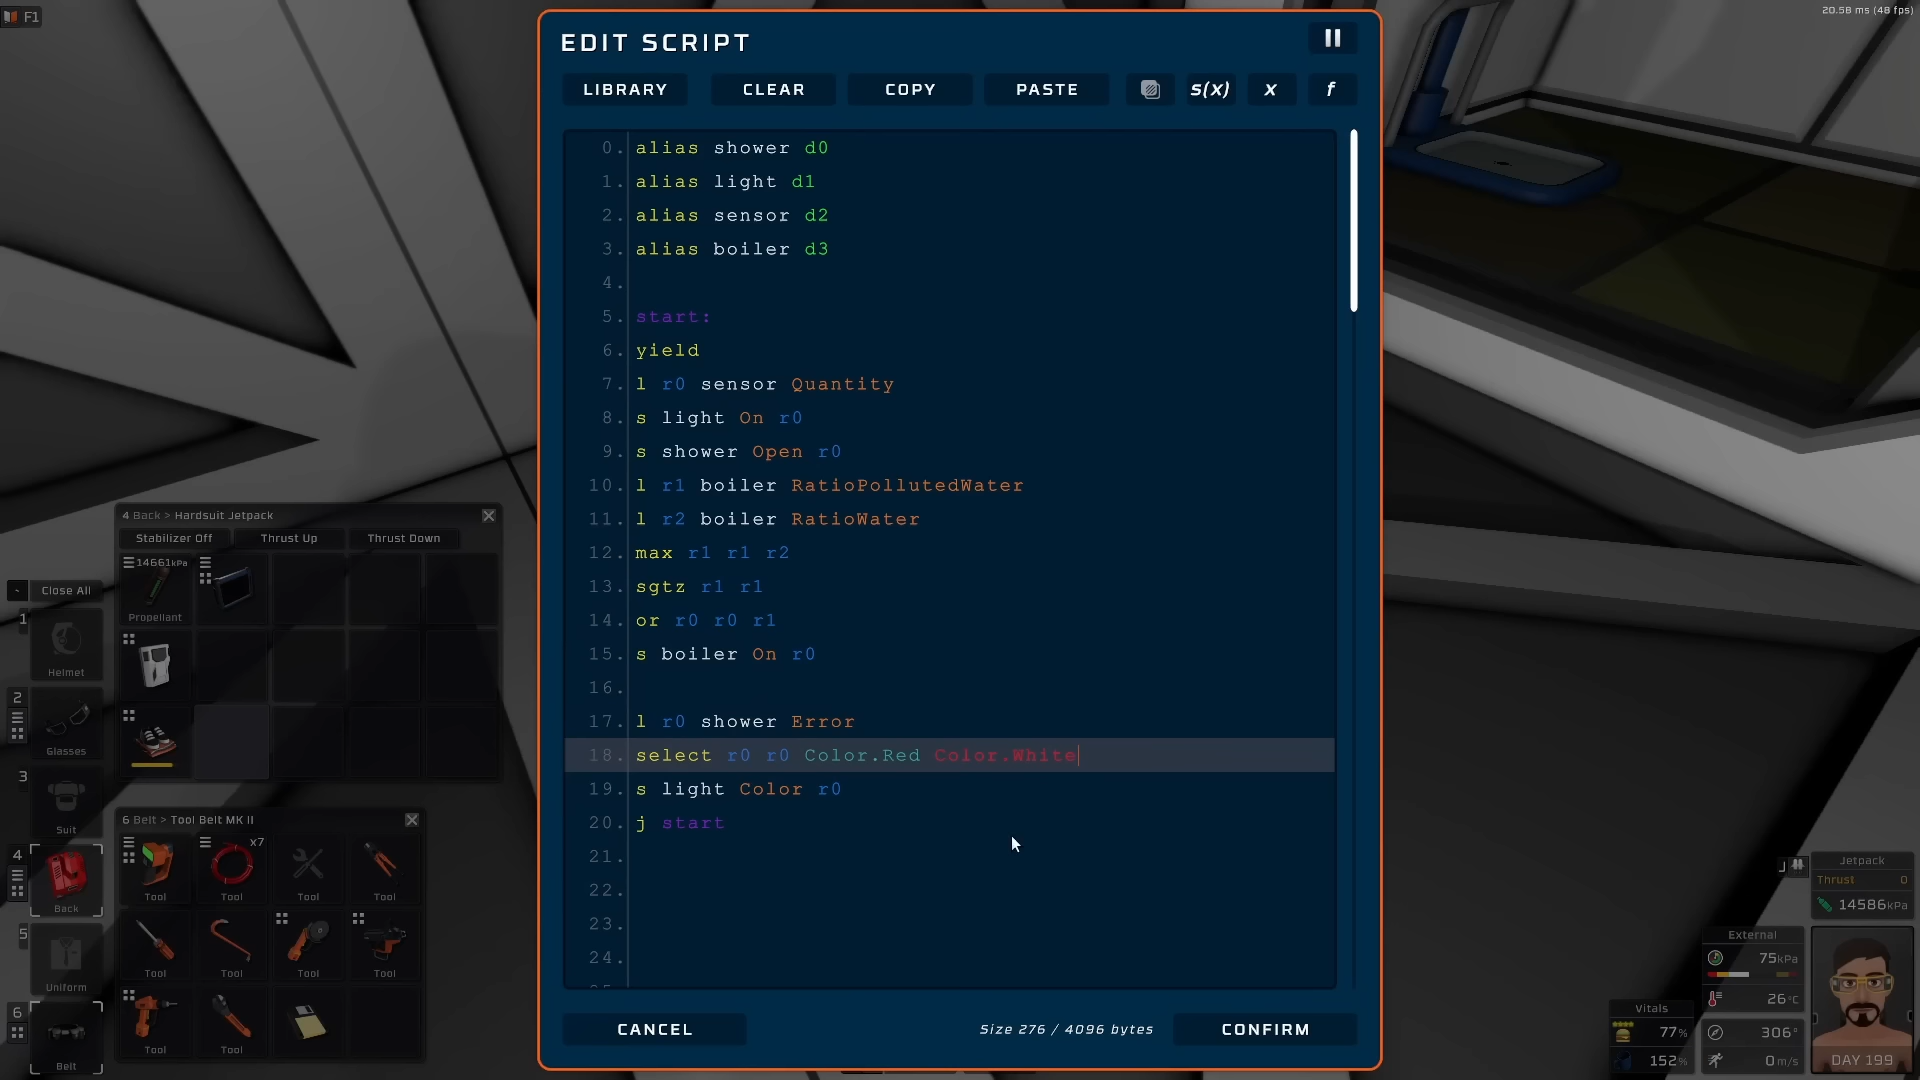 F1
20.58 ms (48 fps)
EDIT SCRIPT
LIBRARY CLEAR COPY PASTE s(x) x f
0. alias shower d0
1. alias light d1
2. alias sensor d2
3. alias boiler d3
4.
5. start:
6. yield
7. l r0 sensor Quantity
8. s light On r0
9. s shower Open r0
10. l r1 boiler RatioPollutedWater
11. l r2 boiler RatioWater
12. max r1 r1 r2
13. sgtz r1 r1
14. or r0 r0 r1
15. s boiler On r0
16.
17. l r0 shower Error
18. select r0 r0 Color.Red Color.White
19. s light Color r0
20. j start
21.
22.
23.
24.
CANCEL Size 276 / 4096 bytes CONFIRM
4 Back > Hardsuit Jetpack
Stabilizer Off Thrust Up Thrust Down
14661kPa
Propellant
~ Close All
1
Helmet
2
Glasses
3
Suit
4
Back
5
Uniform
6
Belt
6 Belt > Tool Belt MK II
x7
Tool Tool Tool Tool
Tool Tool Tool Tool
Tool Tool
J
Jetpack
Thrust 0
14586kPa
External
75kPa
26°C
306°
0m/s
Vitals
77%
152%
DAY 199